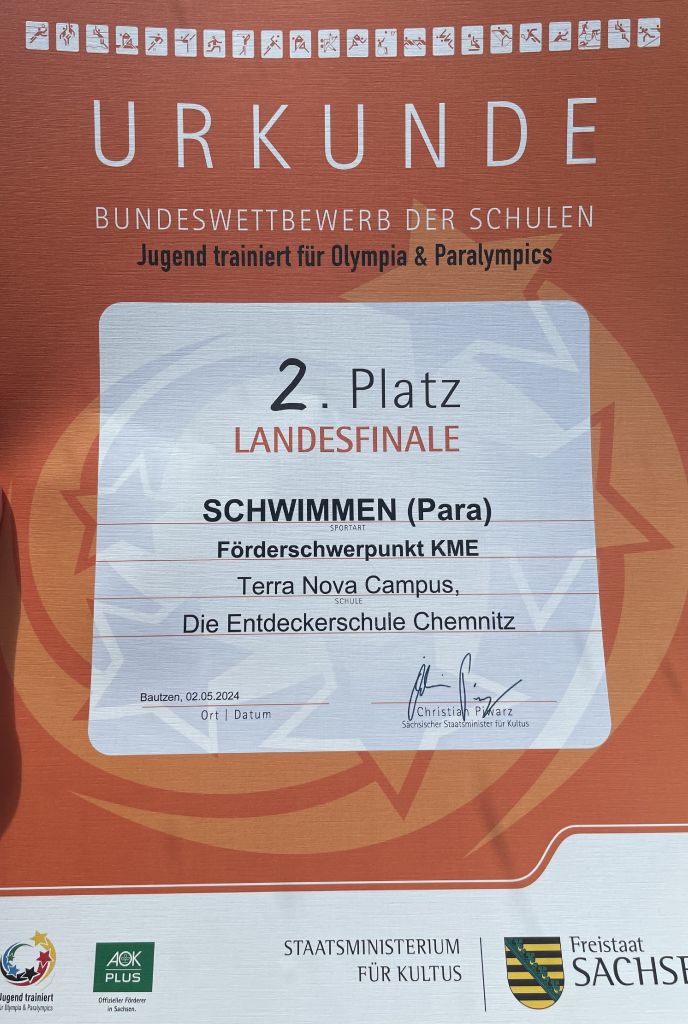 URKUNDE
BUNDESWETTBEWERB DER SCHULEN
Jugend trainiert für Olympia & Paralympics
2. Platz
LANDESFINALE
SCHWIMMEN (Para)
SPORTART
Förderschwerpunkt KME
Terra Nova Campus,
SCHULE
Die Entdeckerschule Chemnitz
Bautzen, 02.05.2024
Ort | Datum
Christian Piwarz
Sächsischer Staatsminister für Kultus
Jugend trainiert
für Olympia & Paralympics
AOK
PLUS
Offizieller Förderer
in Sachsen.
STAATSMINISTERIUM
FÜR KULTUS
Freistaat
SACHSE